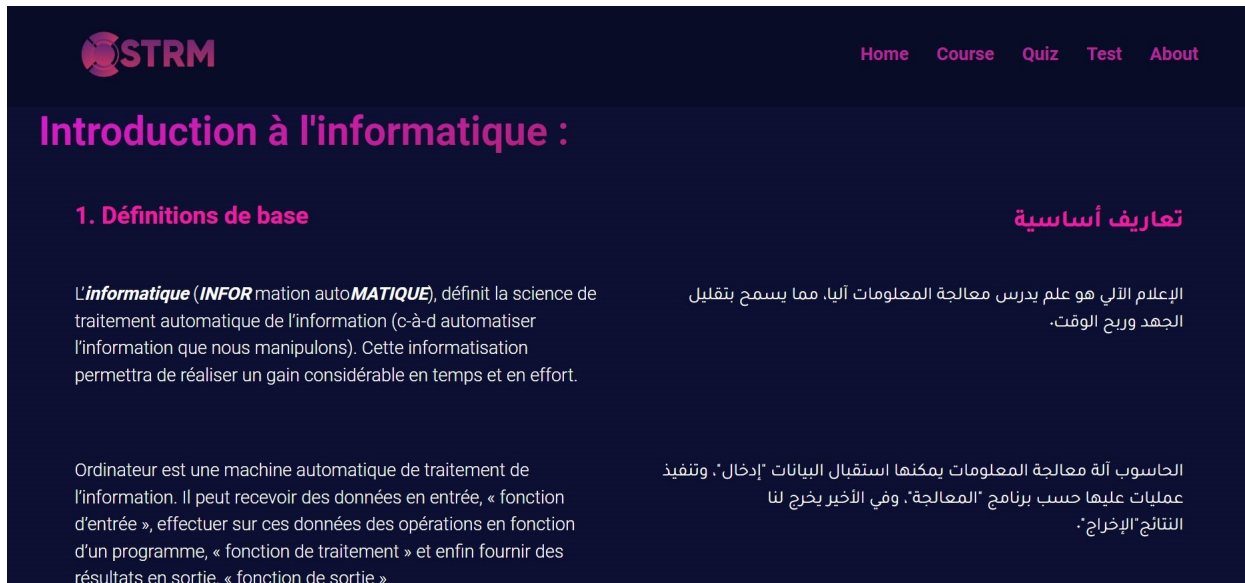 STRM
Home Course Quiz Test About
Introduction à l'informatique :
1. Définitions de base
تعاريف أساسية
L'informatique (INFOR mation autoMATIQUE), définit la science de
traitement automatique de l'information (c-à-d automatiser
l'information que nous manipulons). Cette informatisation
permettra de réaliser un gain considérable en temps et en effort.
الإعلام الآلي هو علم يدرس معالجة المعلومات آليا، مما يسمح بتقليل
الجهد وربح الوقت.
Ordinateur est une machine automatique de traitement de
l'information. Il peut recevoir des données en entrée, « fonction
d'entrée », effectuer sur ces données des opérations en fonction
d'un programme, « fonction de traitement » et enfin fournir des
résultats en sortie, « fonction de sortie »
الحاسوب آلة معالجة المعلومات يمكنها استقبال البيانات "إدخال"، وتنفيذ
عمليات عليها حسب برنامج "المعالجة"، وفي الأخير يخرج لنا
النتائج"الإخراج".